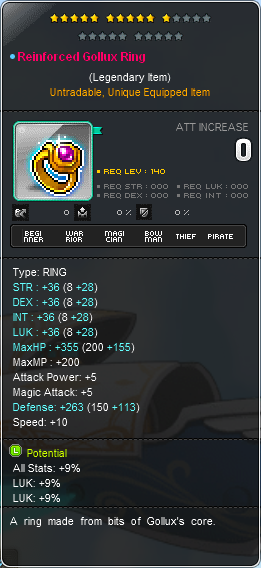 Reinforced Gollux Ring
(Legendary Item)
Untradable, Unique Equipped Item
ATT INCREASE
0
REQ LEV : 140
REQ STR : 000 REQ LUK : 000
REQ DEX : 000 REQ INT : 000
0 0 % 0 %
BEGINNER WARRIOR MAGICIAN BOWMAN THIEF PIRATE
Type: RING
STR : +36 (8 +28)
DEX : +36 (8 +28)
INT : +36 (8 +28)
LUK : +36 (8 +28)
MaxHP : +355 (200 +155)
MaxMP : +200
Attack Power: +5
Magic Attack: +5
Defense: +263 (150 +113)
Speed: +10
L Potential
All Stats: +9%
LUK: +9%
LUK: +9%
A ring made from bits of Gollux's core.